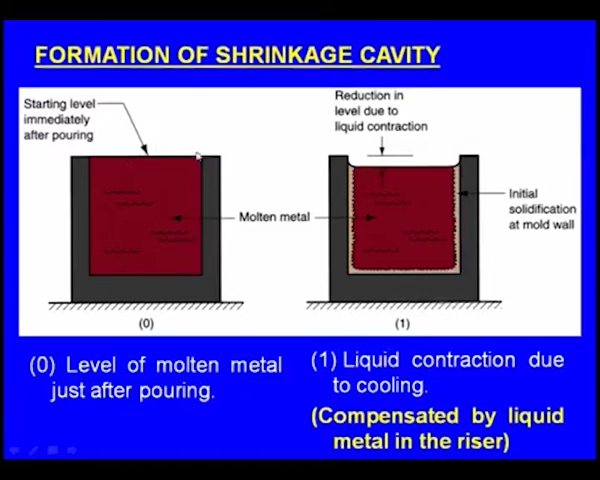 FORMATION OF SHRINKAGE CAVITY
Starting level
immediately
after pouring
Reduction in
level due to
liquid contraction
Molten metal
Initial
solidification
at mold wall
(0)
(1)
(0) Level of molten metal
just after pouring.
(1) Liquid contraction due
to cooling.
(Compensated by liquid
metal in the riser)